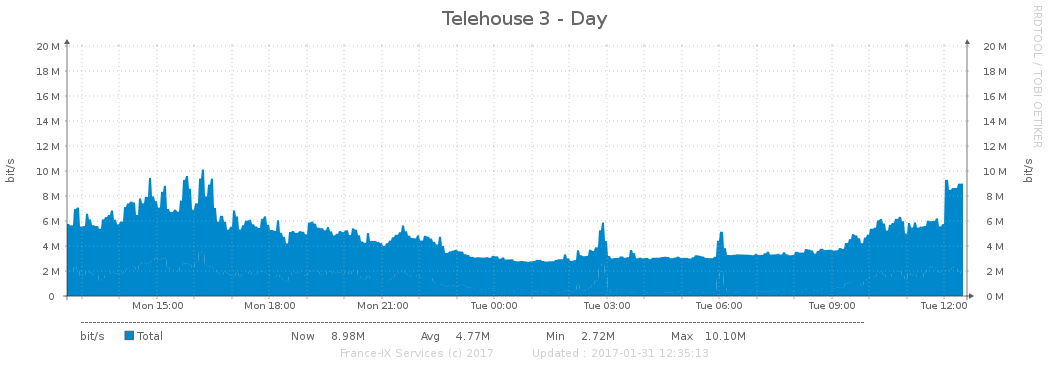 Telehouse 3 - Day
RRDTOOL / TOBI OETIKER
20 M 20 M
18 M 18 M
16 M 16 M
14 M 14 M
12 M 12 M
10 M 10 M
8 M 8 M
6 M 6 M
4 M 4 M
2 M 2 M
0 0 M
bit/s bit/s
Mon 15:00 Mon 18:00 Mon 21:00 Tue 00:00 Tue 03:00 Tue 06:00 Tue 09:00 Tue 12:00
bit/s Total Now 8.98M Avg 4.77M Min 2.72M Max 10.10M
France-IX Services (c) 2017 Updated : 2017-01-31 12:35:13